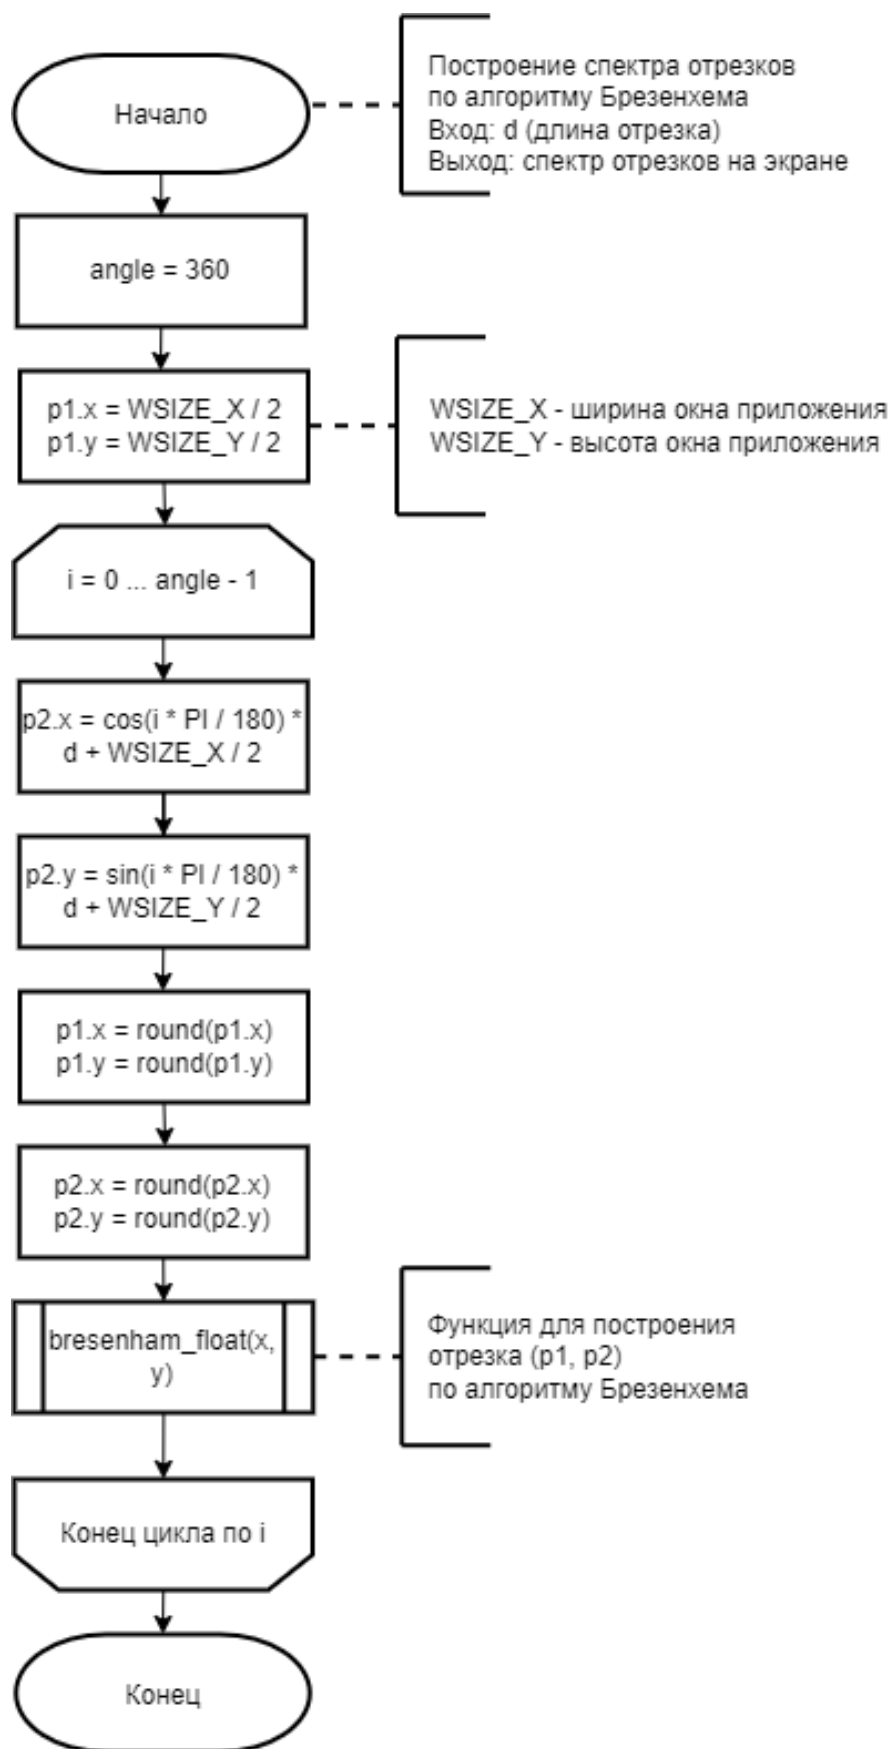 Начало
Построение спектра отрезков
по алгоритму Брезенхема
Вход: d (длина отрезка)
Выход: спектр отрезков на экране
angle = 360
p1.x = WSIZE_X / 2
p1.y = WSIZE_Y / 2
WSIZE_X - ширина окна приложения
WSIZE_Y - высота окна приложения
i = 0 ... angle - 1
p2.x = cos(i * PI / 180) *
d + WSIZE_X / 2
p2.y = sin(i * PI / 180) *
d + WSIZE_Y / 2
p1.x = round(p1.x)
p1.y = round(p1.y)
p2.x = round(p2.x)
p2.y = round(p2.y)
bresenham_float(x,
y)
Функция для построения
отрезка (p1, p2)
по алгоритму Брезенхема
Конец цикла по i
Конец